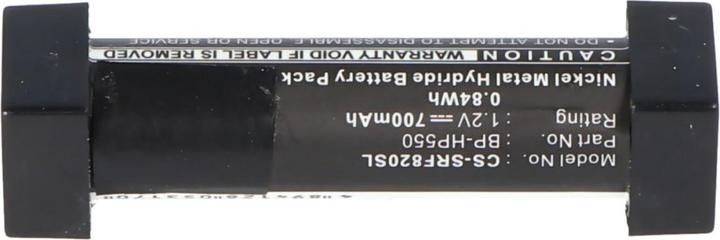 Model No. : CS-SRF820SL
Part No. : BP-HP550
Rating : 1.2V 700mAh
0.84Wh
Nickel Metal Hydride Battery Pack
CAUTION WARRANTY VOID IF LABEL IS REMOVED
• DO NOT ATTEMPT TO DISASSEMBLE, OPEN OR SERVICE